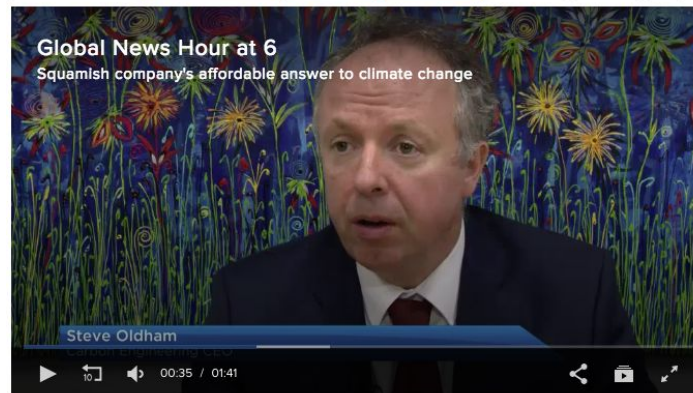 Global News Hour at 6
Squamish company's affordable answer to climate change
Steve Oldham
Carbon Engineering CEO
10
00:35 / 01:41